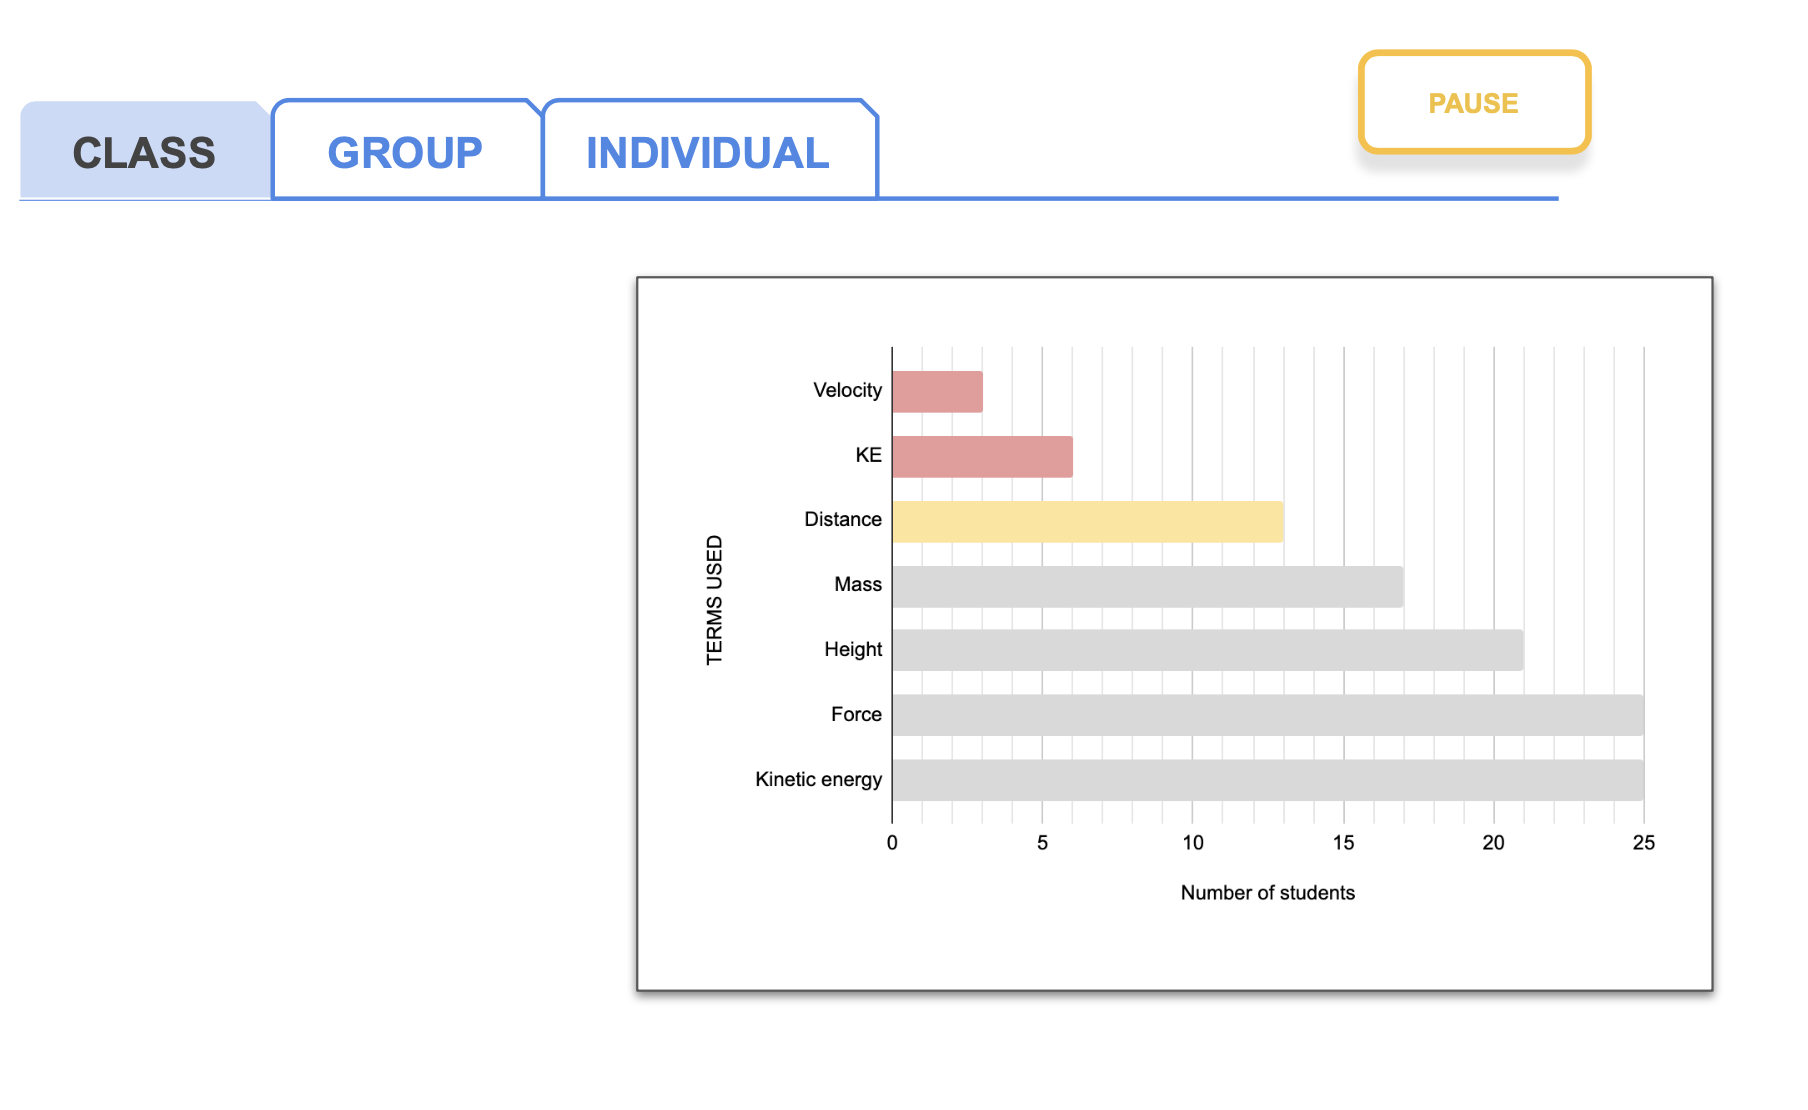 PAUSE
CLASS GROUP INDIVIDUAL
Velocity
KE
Distance
Mass
Height
Force
Kinetic energy
TERMS USED
0 5 10 15 20 25
Number of students